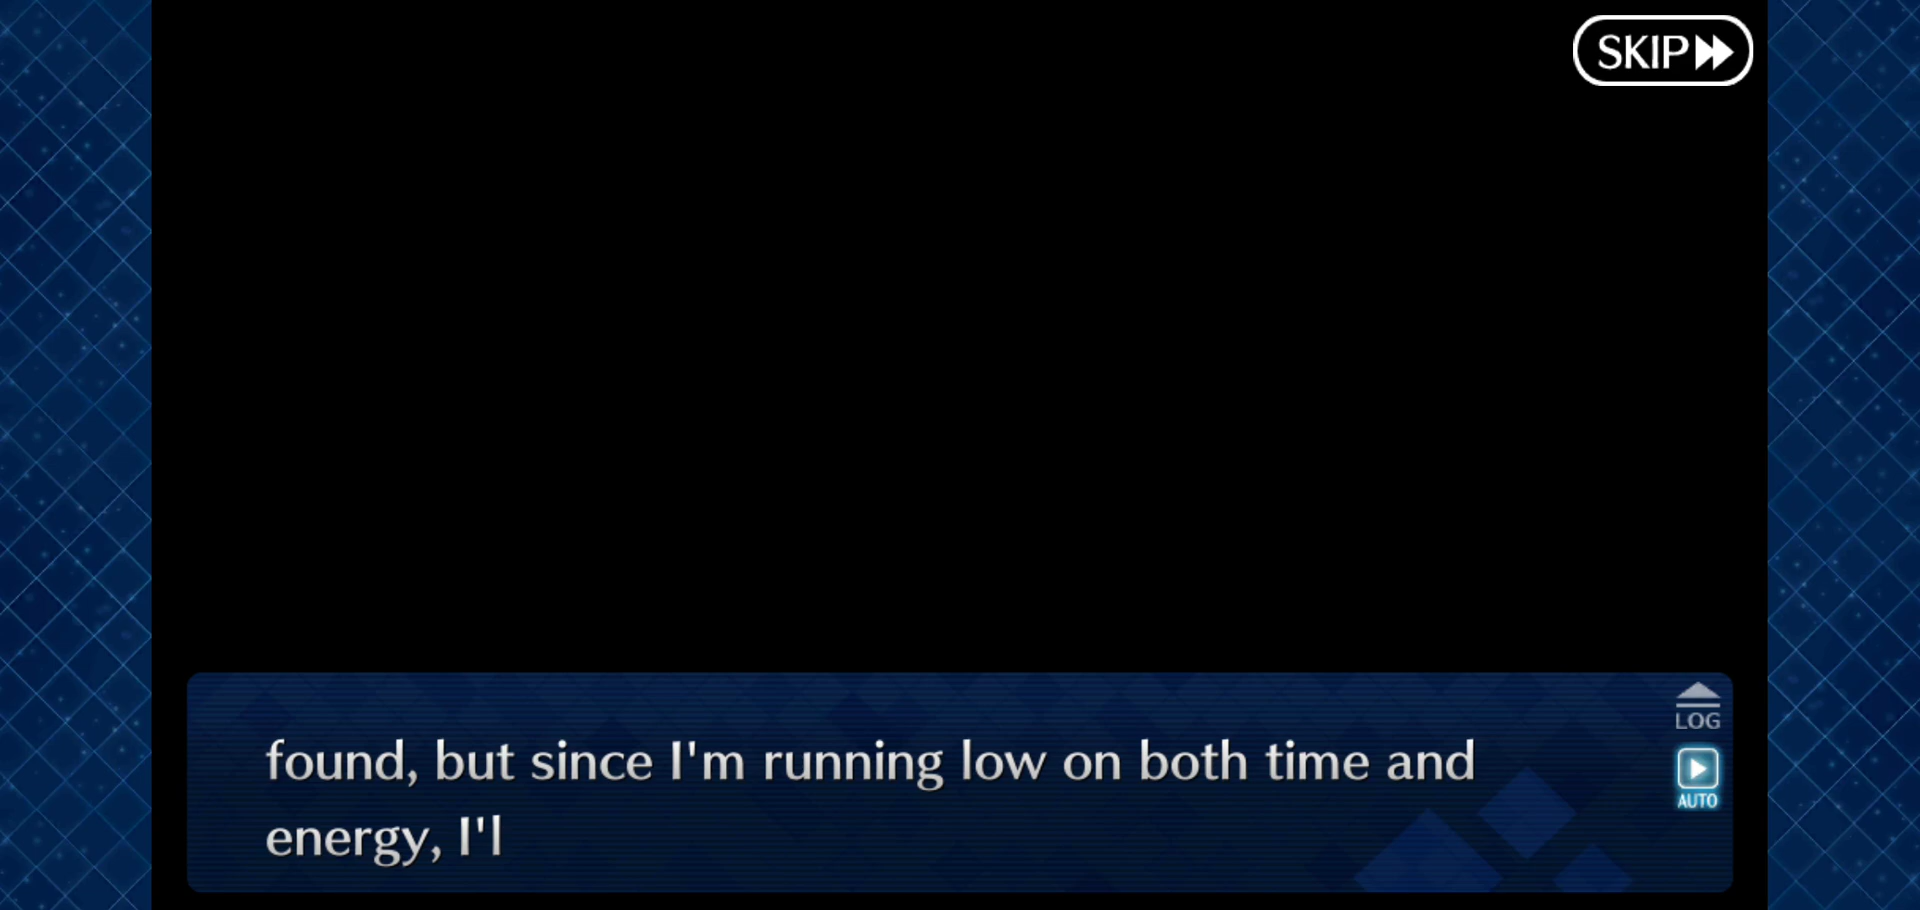 SKIP
LOG
found, but since I'm running low on both time and
energy, I'l
AUTO